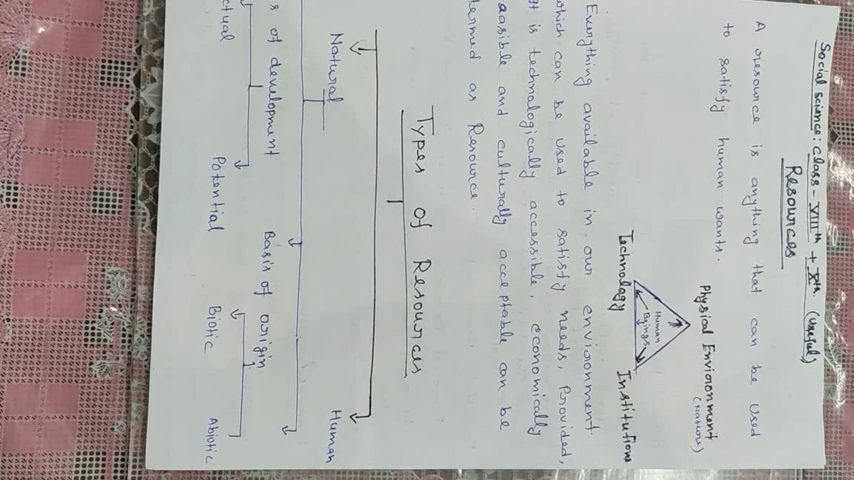 Social science: Class - VIIIth + Xth (Useful)
Resources
A resource is anything that can be used
to satisfy human wants.
Physical Environment
(Nature)
Human
Beings
Technology
Institutions
Everything available in our environment
which can be used to satisfy needs, Provided,
It is technologically accessible, economically
easible and culturally acceptable can be
termed as Resource.
Types of Resources
Natural
Human
s of development
Basis of origin
ctual
Potential
Biotic
Abiotic